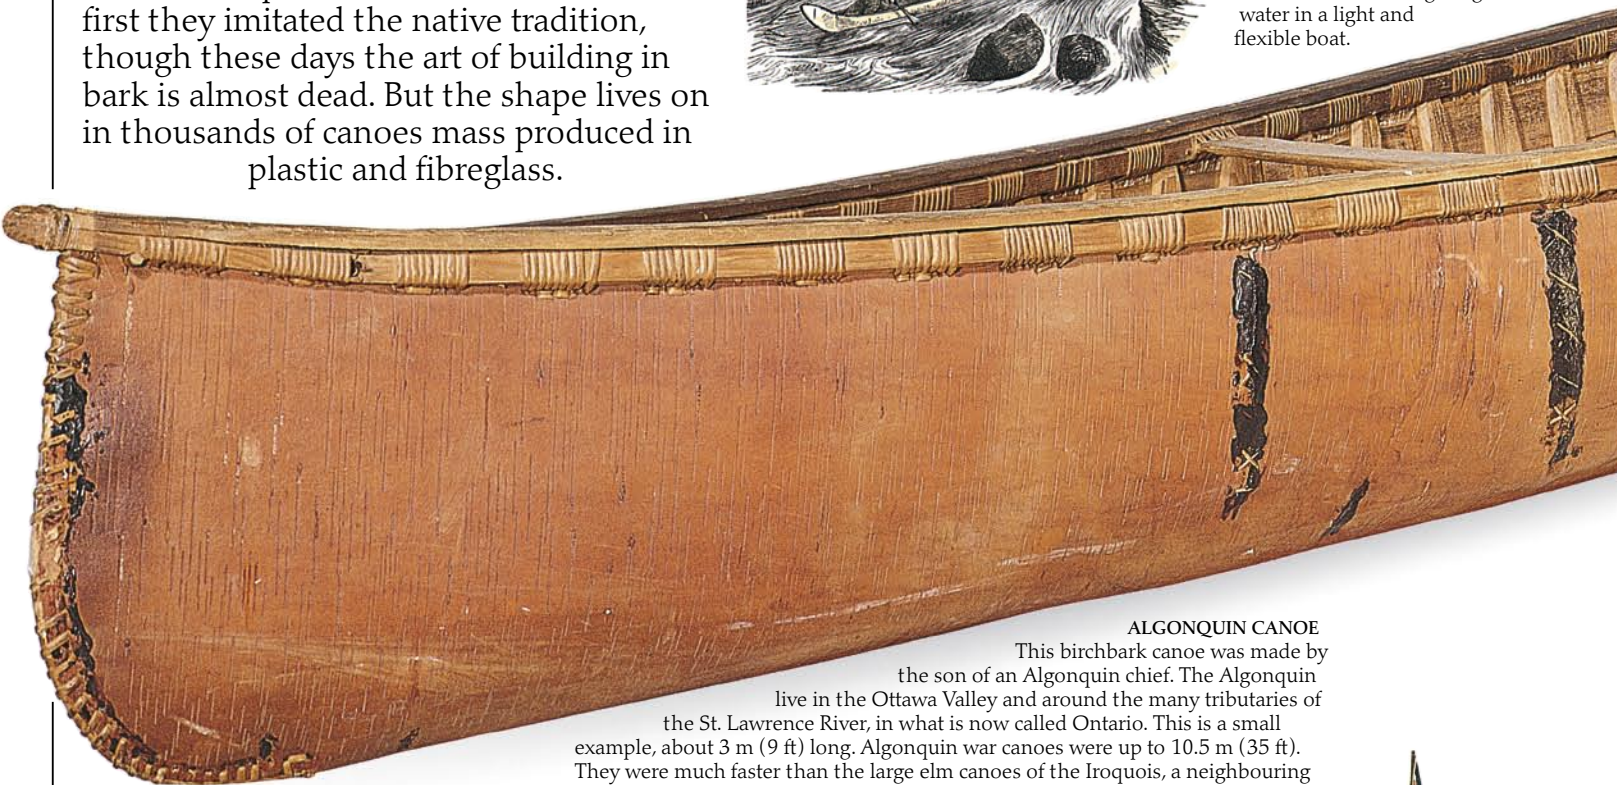 first they imitated the native tradition,
though these days the art of building in
bark is almost dead. But the shape lives on
in thousands of canoes mass produced in
plastic and fibreglass.
water in a light and
flexible boat.
ALGONQUIN CANOE
This birchbark canoe was made by
the son of an Algonquin chief. The Algonquin
live in the Ottawa Valley and around the many tributaries of
the St. Lawrence River, in what is now called Ontario. This is a small
example, about 3 m (9 ft) long. Algonquin war canoes were up to 10.5 m (35 ft).
They were much faster than the large elm canoes of the Iroquois, a neighbouring